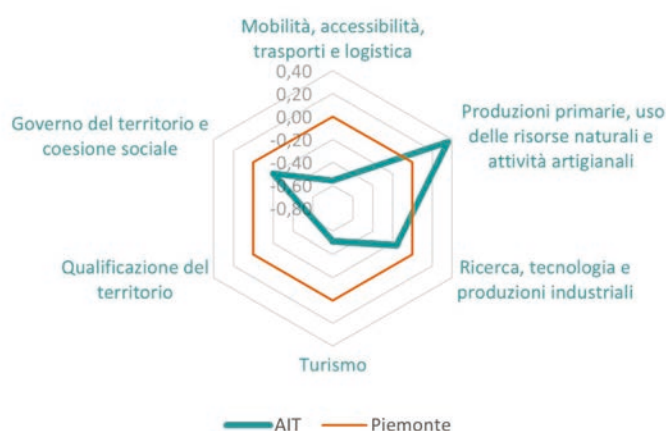 Mobilità, accessibilità,
trasporti e logistica
0,40
0,20
0,00
-0,20
-0,40
-0,60
-0,80
Produzioni primarie, uso
delle risorse naturali e
attività artigianali
Ricerca, tecnologia e
produzioni industriali
Turismo
Qualificazione del
territorio
Governo del territorio e
coesione sociale
AIT
Piemonte